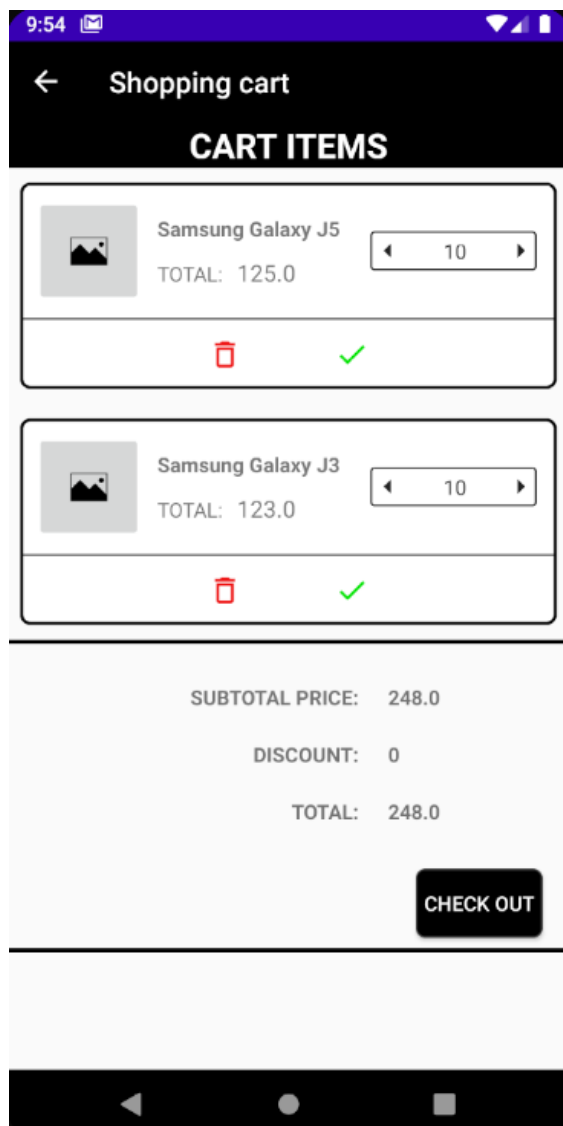 9:54
Shopping cart
CART ITEMS
Samsung Galaxy J5
TOTAL: 125.0
10
Samsung Galaxy J3
TOTAL: 123.0
10
SUBTOTAL PRICE: 248.0
DISCOUNT: 0
TOTAL: 248.0
CHECK OUT